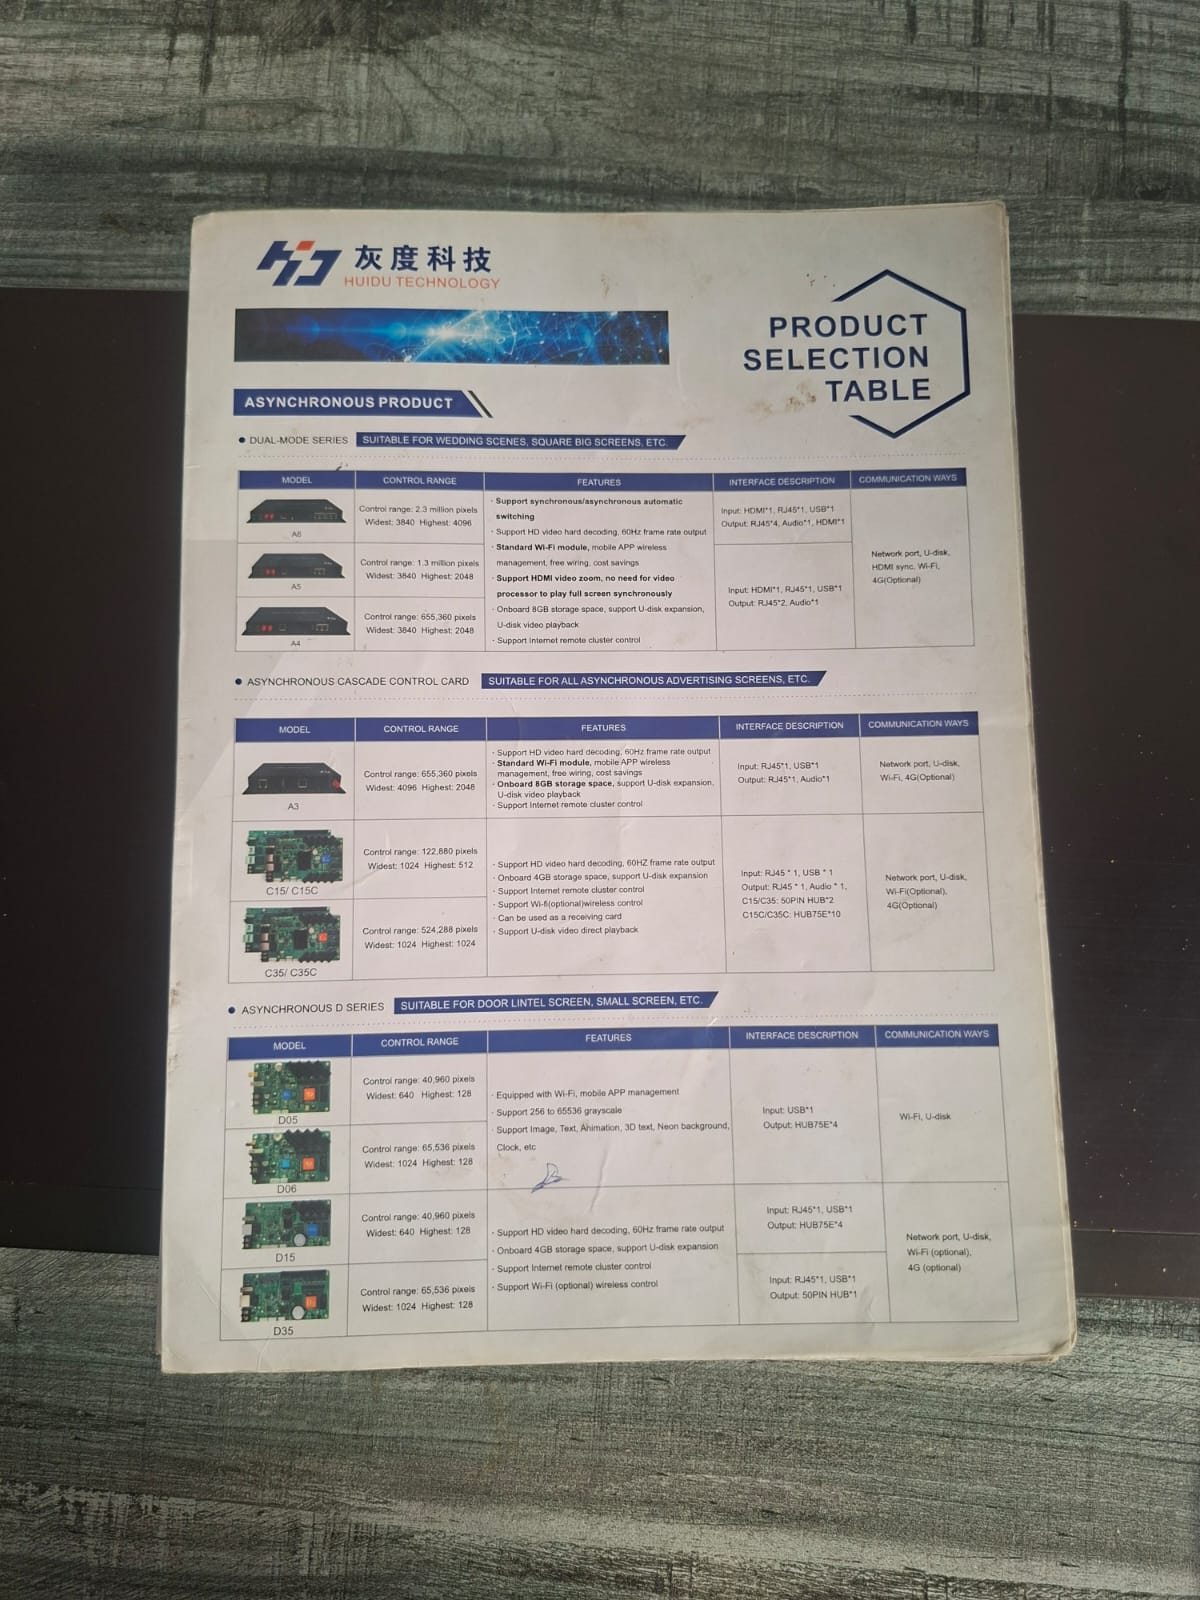 灰度科技
HUIDU TECHNOLOGY
PRODUCT
SELECTION
TABLE
ASYNCHRONOUS PRODUCT
• DUAL-MODE SERIES SUITABLE FOR WEDDING SCENES, SQUARE BIG SCREENS, ETC.
MODEL CONTROL RANGE FEATURES INTERFACE DESCRIPTION COMMUNICATION WAYS
A6
Control range: 2.3 million pixels
Widest: 3840 Highest: 4096
A5
Control range: 1.3 million pixels
Widest: 3840 Highest: 2048
A4
Control range: 655,360 pixels
Widest: 3840 Highest: 2048
· Support synchronous/asynchronous automatic
switching
· Support HD video hard decoding, 60Hz frame rate output
· Standard Wi-Fi module, mobile APP wireless
management, free wiring, cost savings
· Support HDMI video zoom, no need for video
processor to play full screen synchronously
· Onboard 8GB storage space, support U-disk expansion,
U-disk video playback
· Support Internet remote cluster control
Input: HDMI*1, RJ45*1, USB*1
Output: RJ45*4, Audio*1, HDMI*1
Input: HDMI*1, RJ45*1, USB*1
Output: RJ45*2, Audio*1
Network port, U-disk,
HDMI sync, Wi-Fi,
4G(Optional)
• ASYNCHRONOUS CASCADE CONTROL CARD SUITABLE FOR ALL ASYNCHRONOUS ADVERTISING SCREENS, ETC.
MODEL CONTROL RANGE FEATURES INTERFACE DESCRIPTION COMMUNICATION WAYS
A3
Control range: 655,360 pixels
Widest: 4096 Highest: 2048
· Support HD video hard decoding, 60Hz frame rate output
· Standard Wi-Fi module, mobile APP wireless
management, free wiring, cost savings
· Onboard 8GB storage space, support U-disk expansion,
U-disk video playback
· Support Internet remote cluster control
Input: RJ45*1, USB*1
Output: RJ45*1, Audio*1
Network port, U-disk,
Wi-Fi, 4G(Optional)
C15/ C15C
Control range: 122,880 pixels
Widest: 1024 Highest: 512
C35/ C35C
Control range: 524,288 pixels
Widest: 1024 Highest: 1024
· Support HD video hard decoding, 60HZ frame rate output
· Onboard 4GB storage space, support U-disk expansion
· Support Internet remote cluster control
· Support Wi-fi(optional)wireless control
· Can be used as a receiving card
· Support U-disk video direct playback
Input: RJ45 * 1, USB * 1
Output: RJ45 * 1, Audio * 1,
C15/C35: 50PIN HUB*2
C15C/C35C: HUB75E*10
Network port, U-disk,
Wi-Fi(Optional),
4G(Optional)
• ASYNCHRONOUS D SERIES SUITABLE FOR DOOR LINTEL SCREEN, SMALL SCREEN, ETC.
MODEL CONTROL RANGE FEATURES INTERFACE DESCRIPTION COMMUNICATION WAYS
D05
Control range: 40,960 pixels
Widest: 640 Highest: 128
D06
Control range: 65,536 pixels
Widest: 1024 Highest: 128
· Equipped with Wi-Fi, mobile APP management
· Support 256 to 65536 grayscale
· Support Image, Text, Animation, 3D text, Neon background,
Clock, etc
Input: USB*1
Output: HUB75E*4
Wi-Fi, U-disk
D15
Control range: 40,960 pixels
Widest: 640 Highest: 128
D35
Control range: 65,536 pixels
Widest: 1024 Highest: 128
· Support HD video hard decoding, 60Hz frame rate output
· Onboard 4GB storage space, support U-disk expansion
· Support Internet remote cluster control
· Support Wi-Fi (optional) wireless control
Input: RJ45*1, USB*1
Output: HUB75E*4
Input: RJ45*1, USB*1
Output: 50PIN HUB*1
Network port, U-disk,
Wi-Fi (optional),
4G (optional)